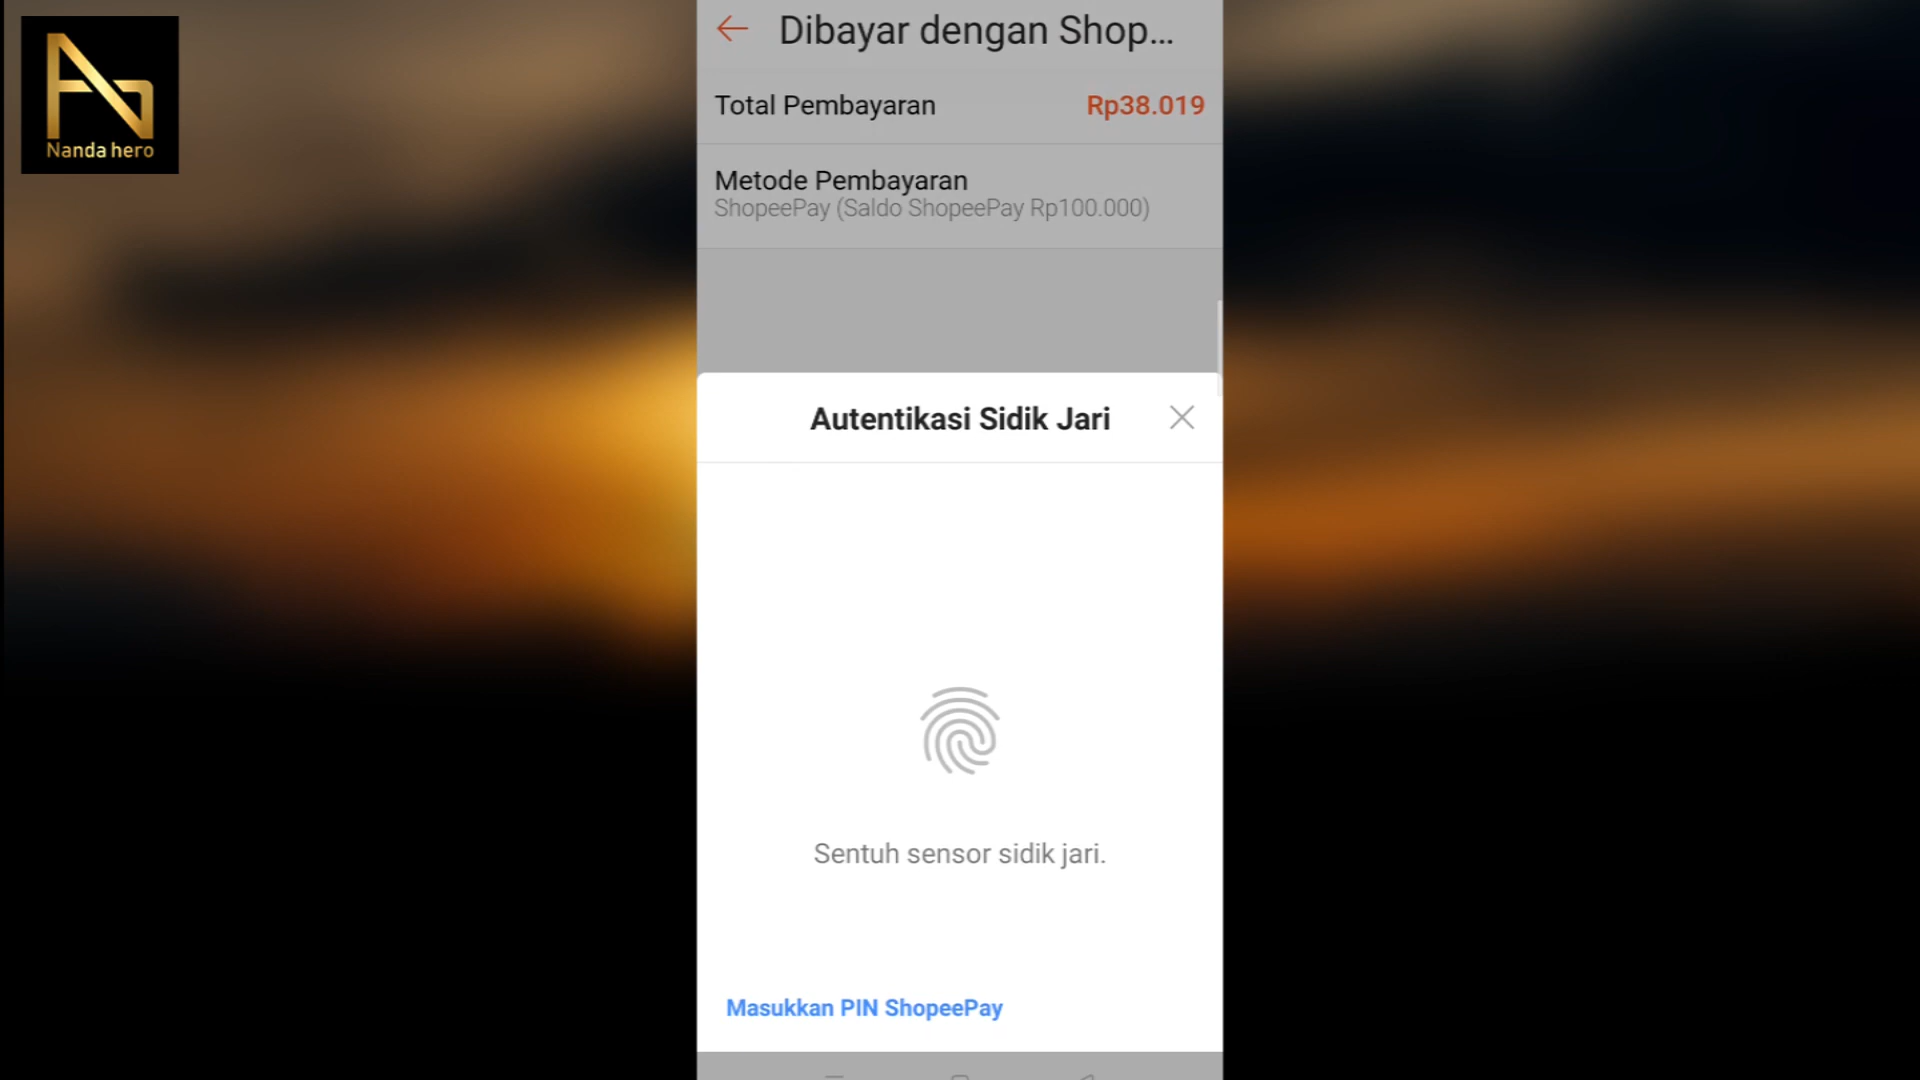 Nanda hero
Dibayar dengan Shop...
Total Pembayaran Rp38.019
Metode Pembayaran
ShopeePay (Saldo ShopeePay Rp100.000)
Autentikasi Sidik Jari
Sentuh sensor sidik jari.
Masukkan PIN ShopeePay